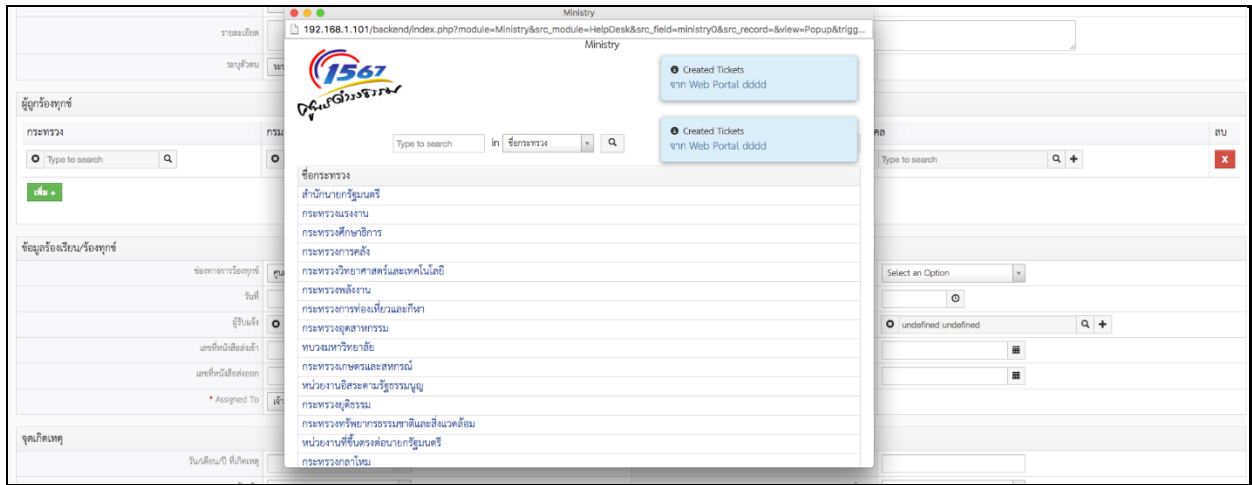 Ministry
192.168.1.101/backend/index.php?module=Ministry&src_module=HelpDesk&src_field=ministry0&src_record=&view=Popup&trigg...
Ministry
รายละเอียด
1567
ศูนย์ดำรงธรรม
Created Tickets
จาก Web Portal dddd
ระบุตัวตน
ผู้ถูกร้องทุกข์
Created Tickets
จาก Web Portal dddd
กระทรวง
กรม
ลบ
Type to search in ชื่อกระทรวง
Type to search
Type to search
x
เพิ่ม +
ชื่อกระทรวง
สำนักนายกรัฐมนตรี
กระทรวงแรงงาน
กระทรวงศึกษาธิการ
กระทรวงการคลัง
กระทรวงวิทยาศาสตร์และเทคโนโลยี
กระทรวงพลังงาน
กระทรวงการท่องเที่ยวและกีฬา
กระทรวงอุตสาหกรรม
ทบวงมหาวิทยาลัย
กระทรวงเกษตรและสหกรณ์
หน่วยงานอิสระตามรัฐธรรมนูญ
กระทรวงยุติธรรม
กระทรวงทรัพยากรธรรมชาติและสิ่งแวดล้อม
หน่วยงานที่ขึ้นตรงต่อนายกรัฐมนตรี
กระทรวงกลาโหม
ข้อมูลร้องเรียน/ร้องทุกข์
ช่องทางการร้องทุกข์
Select an Option
วันที่
ผู้รับแจ้ง
undefined undefined
เลขที่หนังสือส่งเข้า
เลขที่หนังสือส่งออก
* Assigned To
จุดเกิดเหตุ
วัน/เดือน/ปี ที่เกิดเหตุ